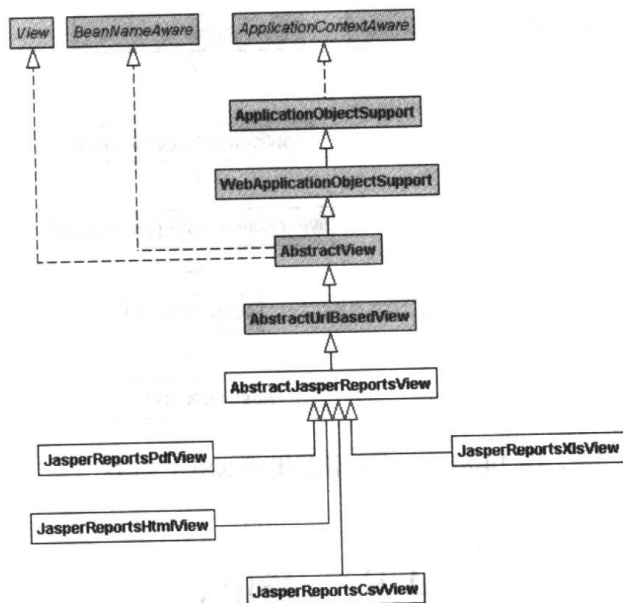 View
BeanNameAware
ApplicationContextAware
ApplicationObjectSupport
WebApplicationObjectSupport
AbstractView
AbstractUrlBasedView
AbstractJasperReportsView
JasperReportsPdfView
JasperReportsXlsView
JasperReportsHtmlView
JasperReportsCsvView